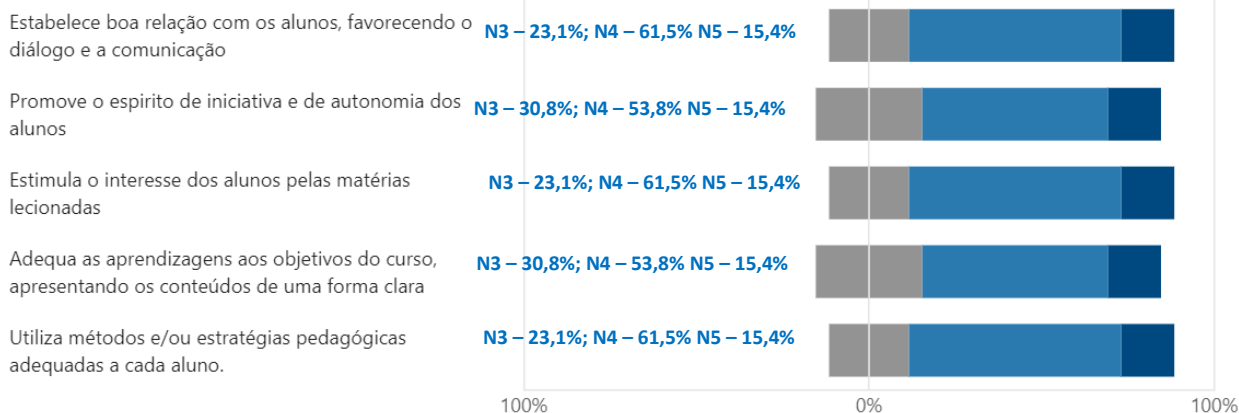 Estabelece boa relação com os alunos, favorecendo o
diálogo e a comunicação
N3 – 23,1%; N4 – 61,5% N5 – 15,4%
Promove o espirito de iniciativa e de autonomia dos
alunos
N3 – 30,8%; N4 – 53,8% N5 – 15,4%
Estimula o interesse dos alunos pelas matérias
lecionadas
N3 – 23,1%; N4 – 61,5% N5 – 15,4%
Adequa as aprendizagens aos objetivos do curso,
apresentando os conteúdos de uma forma clara
N3 – 30,8%; N4 – 53,8% N5 – 15,4%
Utiliza métodos e/ou estratégias pedagógicas
adequadas a cada aluno.
N3 – 23,1%; N4 – 61,5% N5 – 15,4%
100% 0% 100%